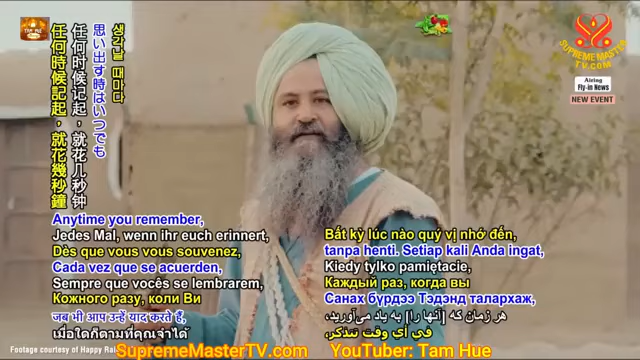 생각날 때마다
思い出す時はいつでも
任何时候记起，就花几秒钟
任何時候記起，就花幾秒鐘
SUPREME MASTER
TV.COM
Airing
Fly-in News
NEW EVENT
Anytime you remember,
Jedes Mal, wenn ihr euch erinnert,
Dès que vous vous souvenez,
Cada vez que se acuerden,
Sempre que vocês se lembrarem,
Кожного разу, коли Ви
जब भी आप उन्हें याद करते हैं,
เมื่อใดก็ตามที่คุณจำได้
Bất kỳ lúc nào quý vị nhớ đến,
tanpa henti. Setiap kali Anda ingat,
Kiedy tylko pamiętacie,
Каждый раз, когда вы
Санах бүрдээ Тэдэнд талархаж,
هر زمان که [آنها را] به یاد می‌آورید،
في أي وقت تتذكر،
Footage courtesy of Happy
SupremeMasterTV.com YouTuber: Tam Hue